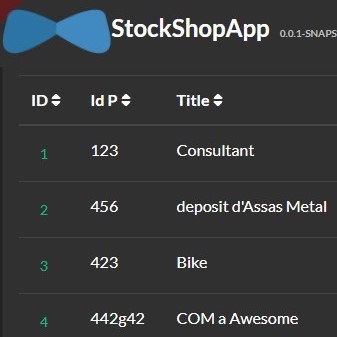 StockShopApp 0.0.1-SNAPS
ID Id P Title
1 123 Consultant
2 456 deposit d'Assas Metal
3 423 Bike
4 442g42 COM a Awesome